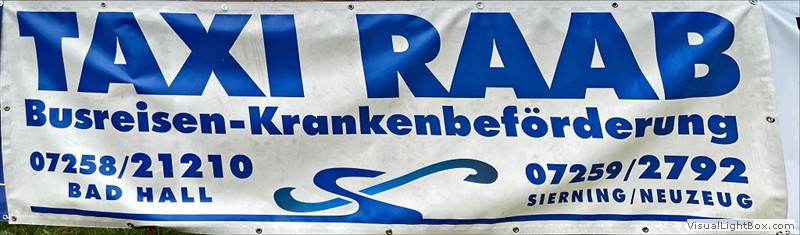 TAXI RAAB
Busreisen-Krankenbeförderung
07258/21210
BAD HALL
07259/2792
SIERNING/NEUZEUG
VisualLightBox.com